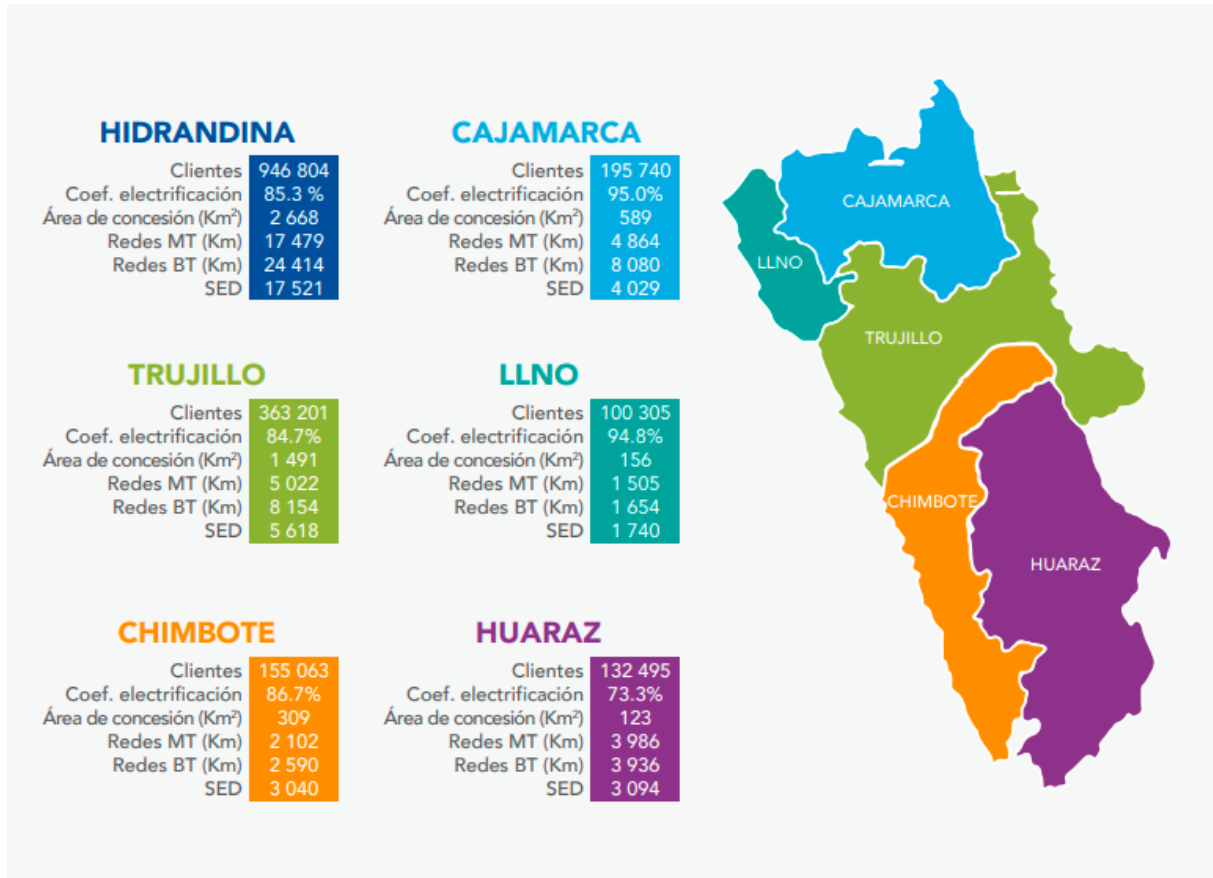 HIDRANDINA
Clientes 946 804
Coef. electrificación 85.3 %
Área de concesión (Km²) 2 668
Redes MT (Km) 17 479
Redes BT (Km) 24 414
SED 17 521
CAJAMARCA
Clientes 195 740
Coef. electrificación 95.0%
Área de concesión (Km²) 589
Redes MT (Km) 4 864
Redes BT (Km) 8 080
SED 4 029
TRUJILLO
Clientes 363 201
Coef. electrificación 84.7%
Área de concesión (Km²) 1 491
Redes MT (Km) 5 022
Redes BT (Km) 8 154
SED 5 618
LLNO
Clientes 100 305
Coef. electrificación 94.8%
Área de concesión (Km²) 156
Redes MT (Km) 1 505
Redes BT (Km) 1 654
SED 1 740
CHIMBOTE
Clientes 155 063
Coef. electrificación 86.7%
Área de concesión (Km²) 309
Redes MT (Km) 2 102
Redes BT (Km) 2 590
SED 3 040
HUARAZ
Clientes 132 495
Coef. electrificación 73.3%
Área de concesión (Km²) 123
Redes MT (Km) 3 986
Redes BT (Km) 3 936
SED 3 094
CAJAMARCA
LLNO
TRUJILLO
CHIMBOTE
HUARAZ